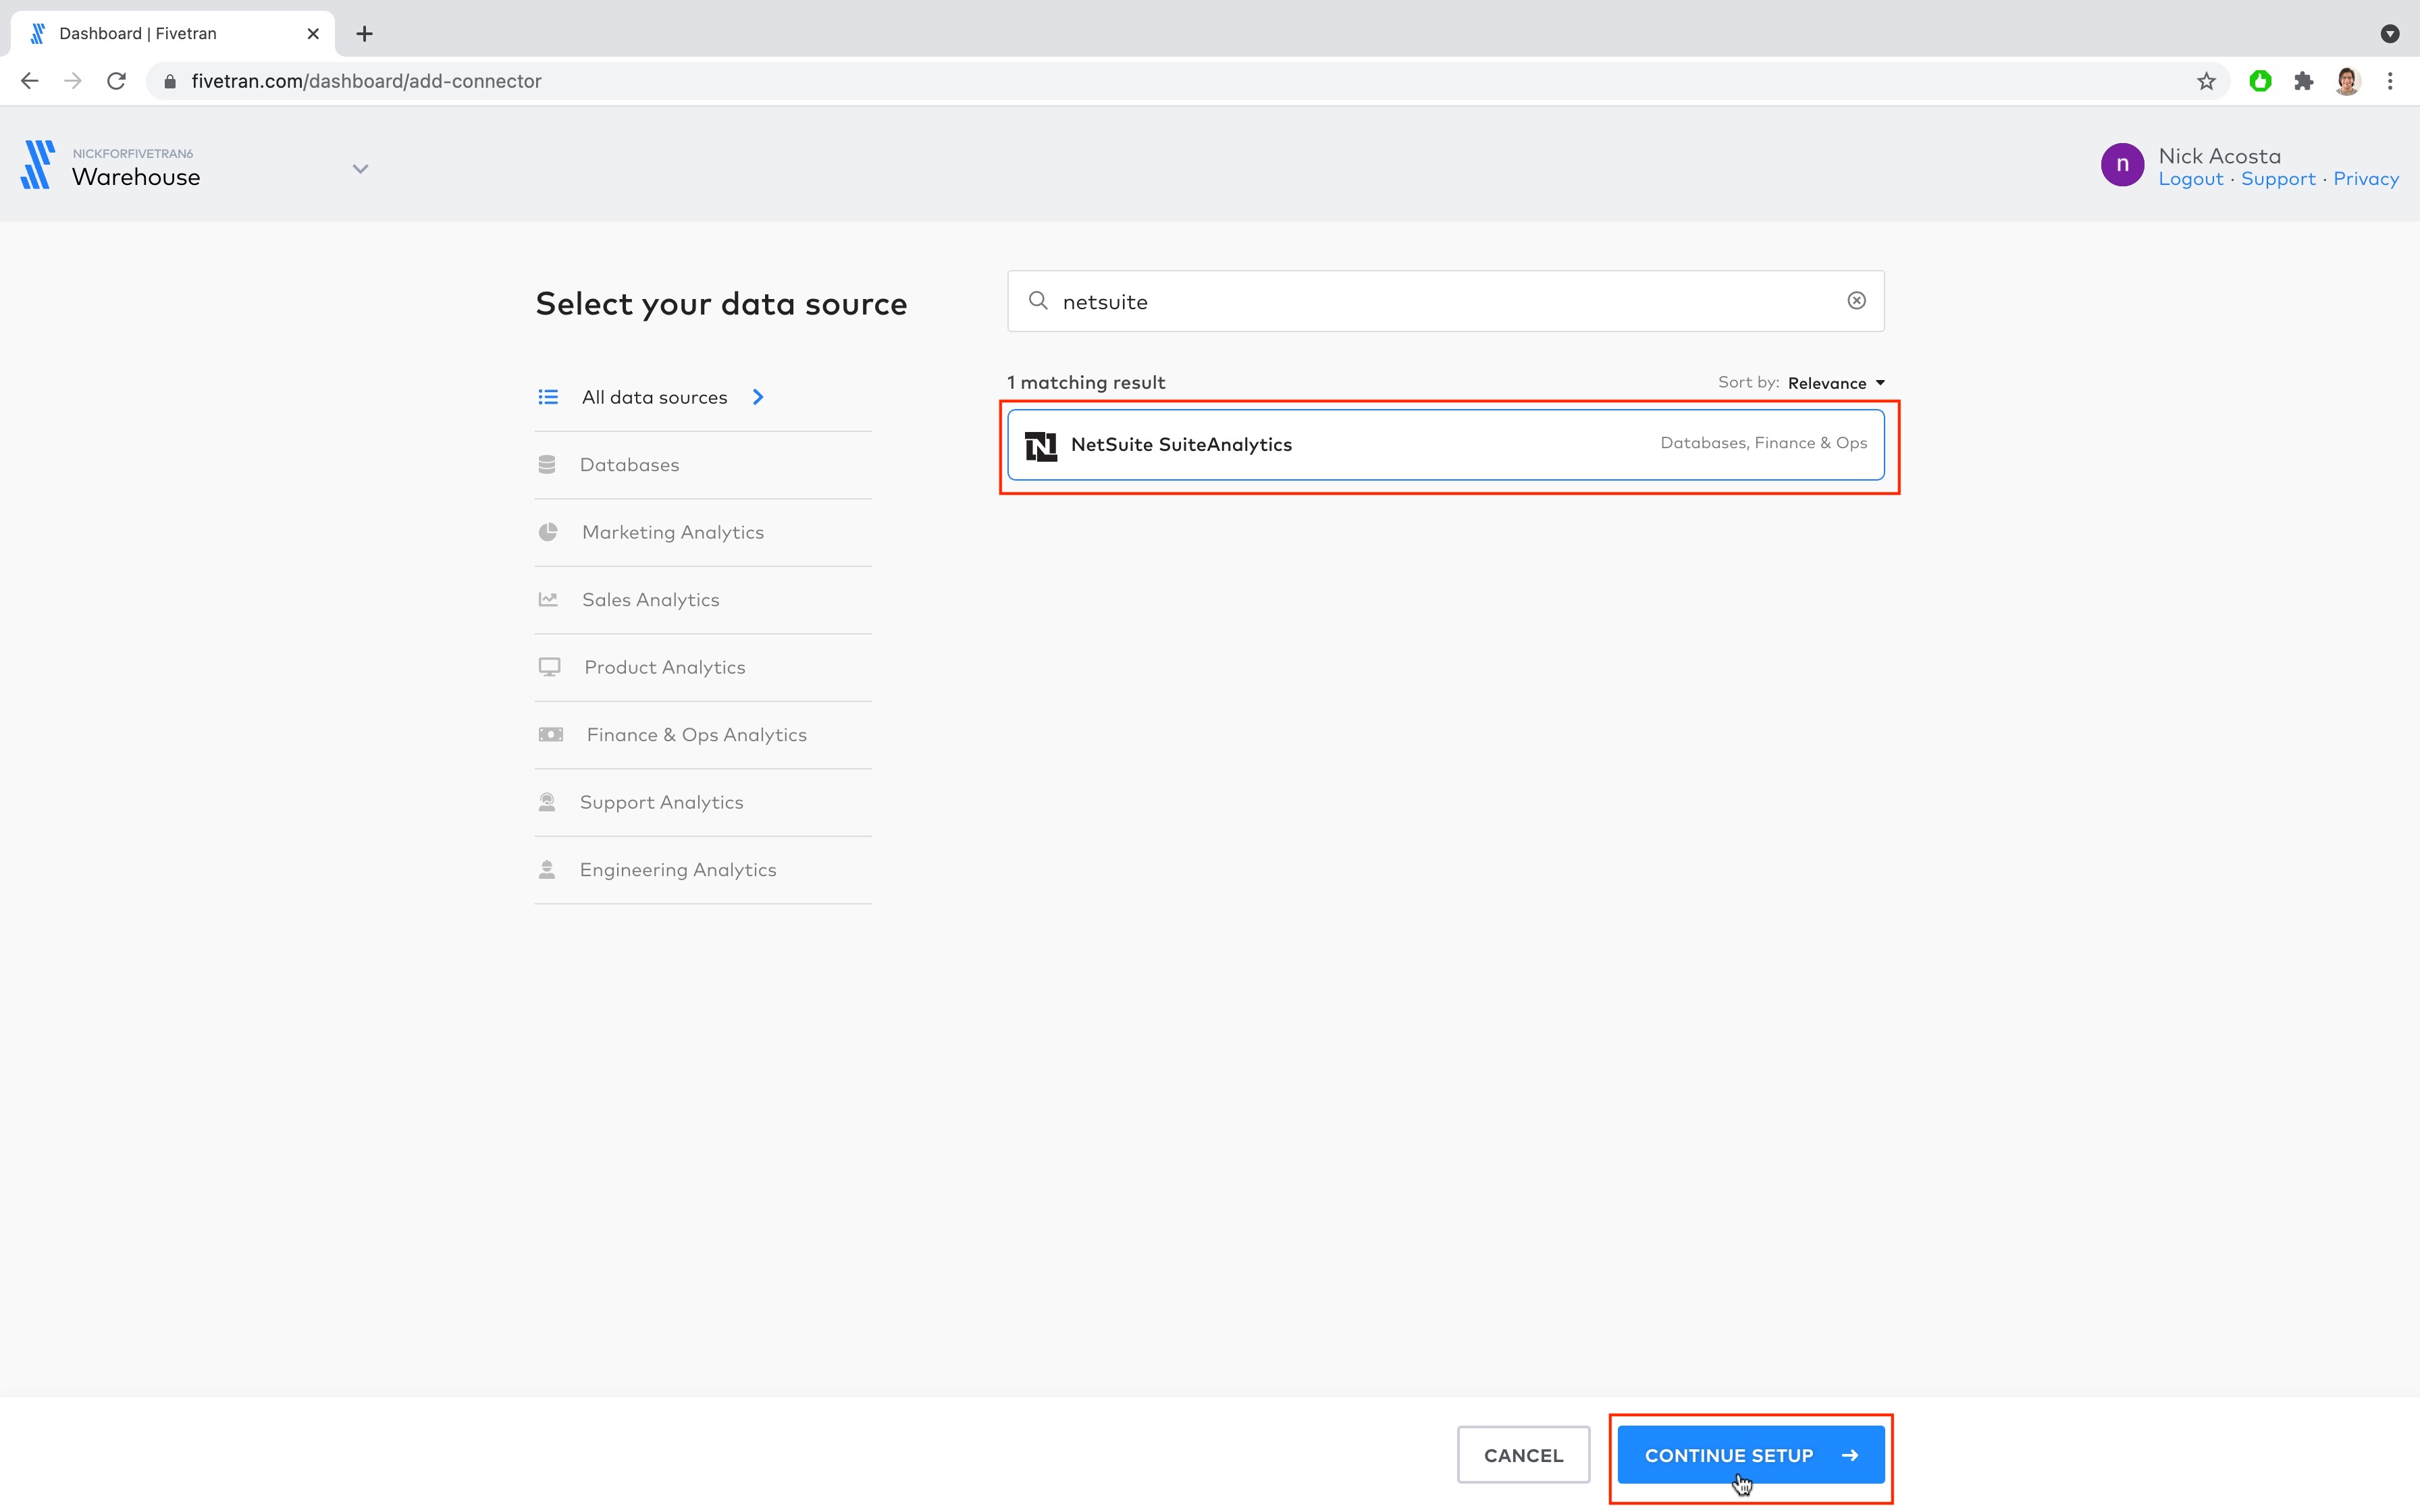 Dashboard | Fivetran
fivetran.com/dashboard/add-connector
NICKFORFIVETRAN6
Warehouse
n
Nick Acosta
Logout · Support · Privacy
Select your data source
netsuite
1 matching result
Sort by: Relevance
All data sources
NetSuite SuiteAnalytics
Databases, Finance & Ops
Databases
Marketing Analytics
Sales Analytics
Product Analytics
Finance & Ops Analytics
Support Analytics
Engineering Analytics
CANCEL
CONTINUE SETUP →